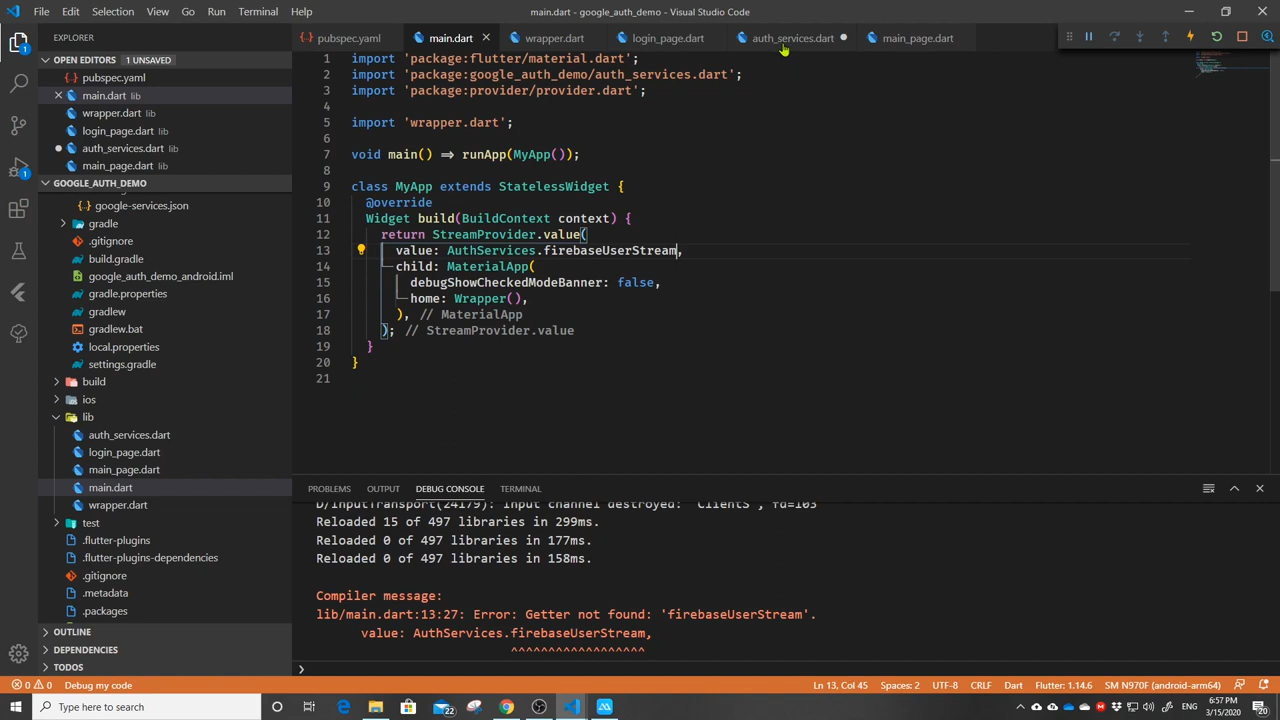 File Edit Selection View Go Run Terminal Help
main.dart - google_auth_demo - Visual Studio Code
EXPLORER
pubspec.yaml
main.dart
wrapper.dart
login_page.dart
auth_services.dart
main_page.dart
OPEN EDITORS 1 UNSAVED
pubspec.yaml
main.dart lib
wrapper.dart lib
login_page.dart lib
auth_services.dart lib
main_page.dart lib
GOOGLE_AUTH_DEMO
google-services.json
gradle
.gitignore
build.gradle
google_auth_demo_android.iml
gradle.properties
gradlew
gradlew.bat
local.properties
settings.gradle
build
ios
lib
auth_services.dart
login_page.dart
main_page.dart
main.dart
wrapper.dart
test
.flutter-plugins
.flutter-plugins-dependencies
.gitignore
.metadata
.packages
OUTLINE
DEPENDENCIES
TODOS
1 import 'package:flutter/material.dart';
2 import 'package:google_auth_demo/auth_services.dart';
3 import 'package:provider/provider.dart';
4
5 import 'wrapper.dart';
6
7 void main() => runApp(MyApp());
8
9 class MyApp extends StatelessWidget {
10 @override
11 Widget build(BuildContext context) {
12 return StreamProvider.value(
13 value: AuthServices.firebaseUserStream,
14 child: MaterialApp(
15 debugShowCheckedModeBanner: false,
16 home: Wrapper(),
17 ), // MaterialApp
18 ); // StreamProvider.value
19 }
20 }
21
PROBLEMS OUTPUT DEBUG CONSOLE TERMINAL
D/InputTransport(24179): Input channel destroyed: 'ClientS', fd=103
Reloaded 15 of 497 libraries in 299ms.
Reloaded 0 of 497 libraries in 177ms.
Reloaded 0 of 497 libraries in 158ms.
Compiler message:
lib/main.dart:13:27: Error: Getter not found: 'firebaseUserStream'.
value: AuthServices.firebaseUserStream,
^^^^^^^^^^^^^^^^^^
0 0 Debug my code
Ln 13, Col 45 Spaces: 2 UTF-8 CRLF Dart Flutter: 1.14.6 SM N970F (android-arm64)
Type here to search
22
6:57 PM
3/15/2020
20